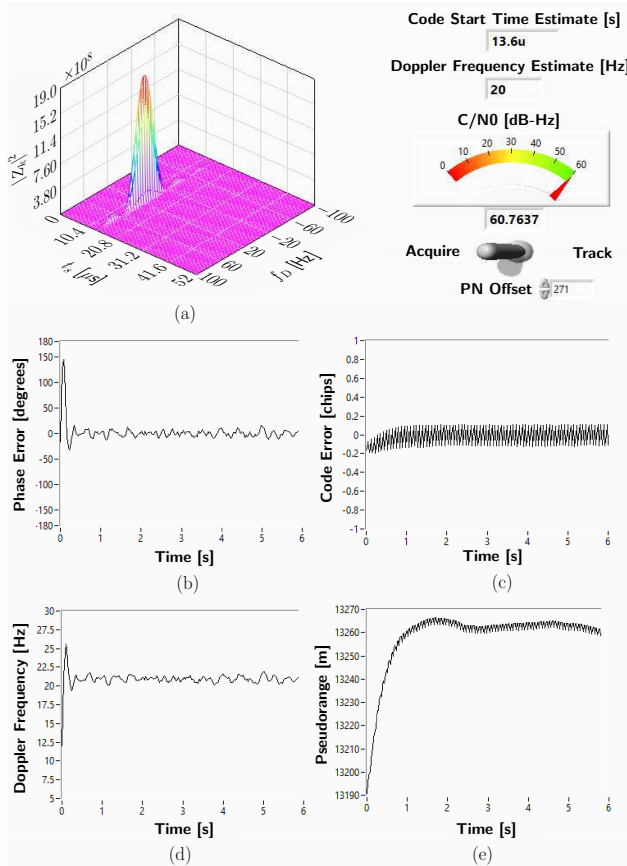 ×10⁸
19.0
15.2
11.4
7.60
3.80
0
|Z_k|²
10.4
20.8
31.2
41.6
52
t_s [μs]
100
60
20
−20
−60
−100
f_D [Hz]
(a)
Code Start Time Estimate [s]
13.6u
Doppler Frequency Estimate [Hz]
20
C/N0 [dB-Hz]
0 10 20 30 40 50 60
60.7637
Acquire Track
PN Offset 271
180
150
100
50
0
-50
-100
-150
-180
Phase Error [degrees]
0 1 2 3 4 5 6
Time [s]
(b)
1
0.8
0.6
0.4
0.2
0
-0.2
-0.4
-0.6
-0.8
-1
Code Error [chips]
0 1 2 3 4 5 6
Time [s]
(c)
30
27.5
25
22.5
20
17.5
15
12.5
10
7.5
5
Doppler Frequency [Hz]
0 1 2 3 4 5 6
Time [s]
(d)
13270
13260
13250
13240
13230
13220
13210
13200
13190
Pseudorange [m]
0 1 2 3 4 5 6
Time [s]
(e)